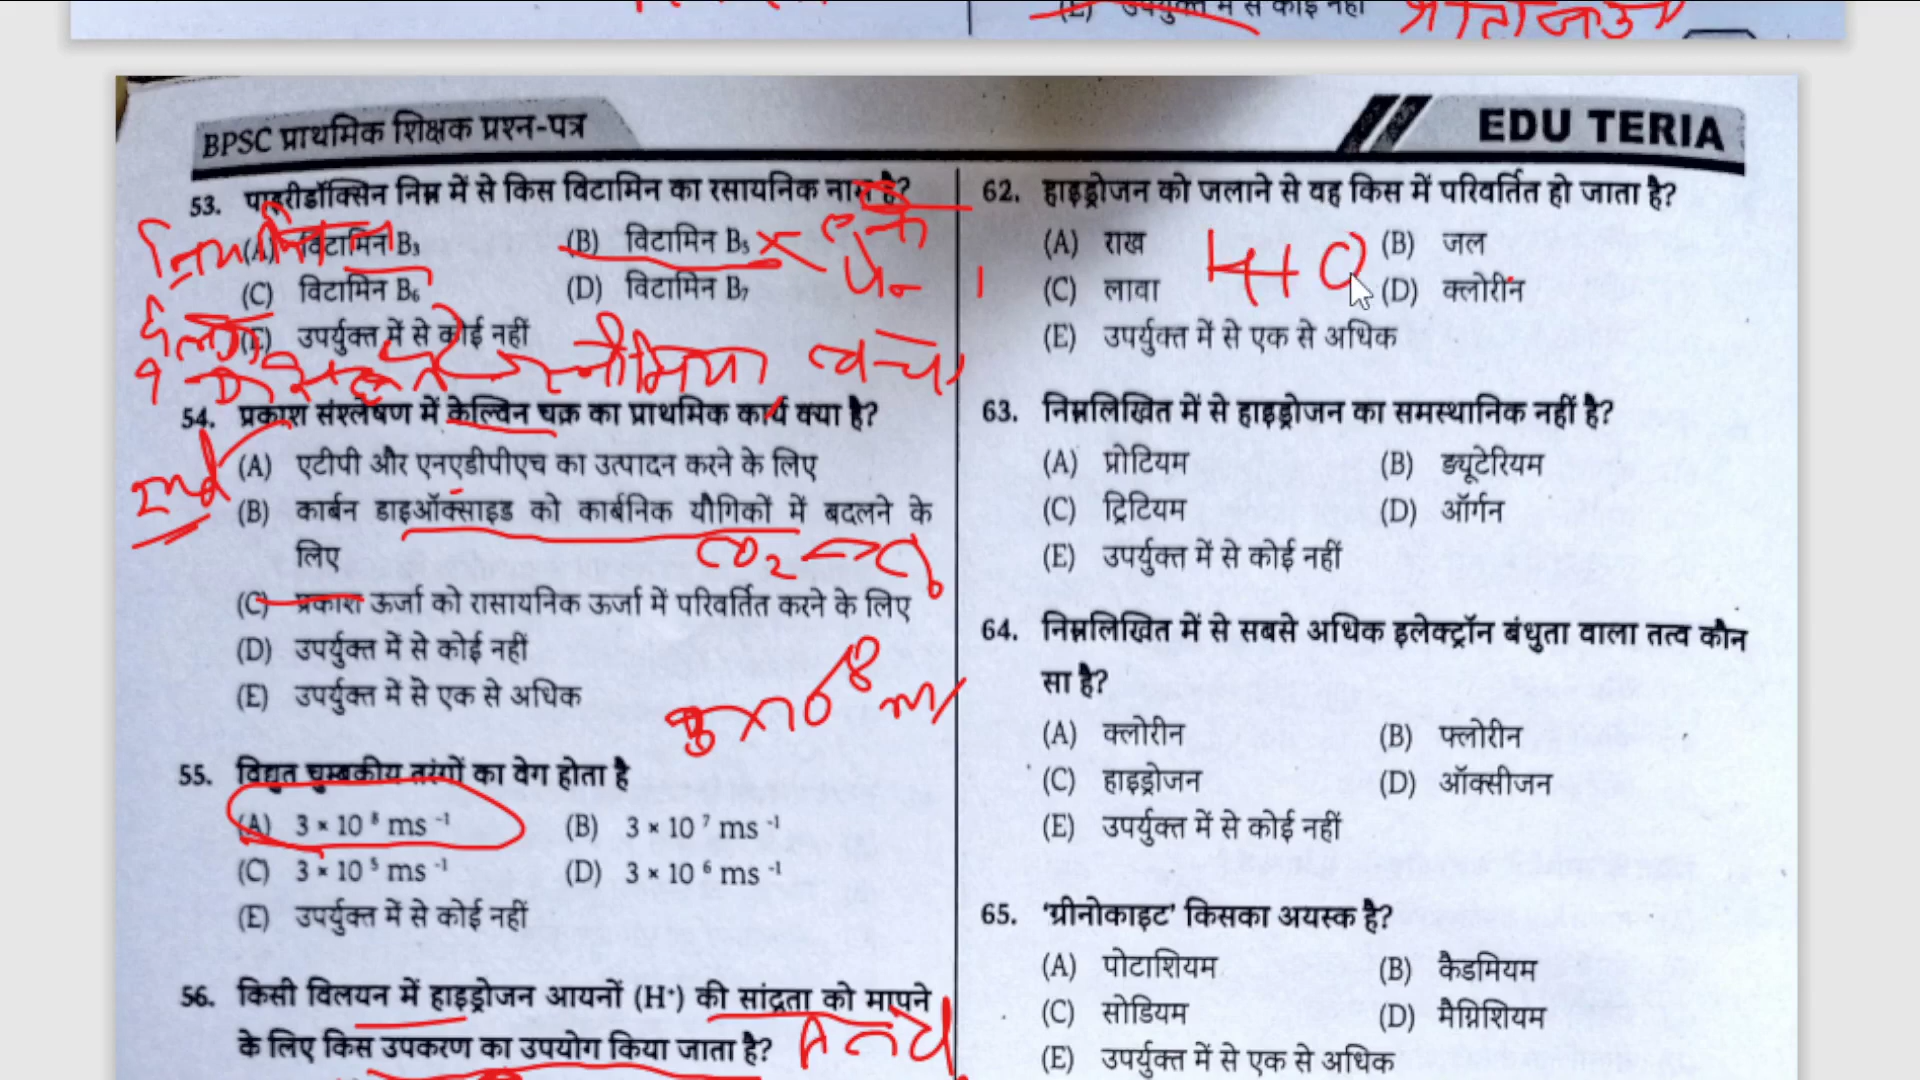 (E) उपर्युक्त में से कोई नहीं
BPSC प्राथमिक शिक्षक प्रश्न-पत्र
EDU TERIA
53. पाइरीडॉक्सिन निम्न में से किस विटामिन का रसायनिक नाम है?
(A) विटामिन B₃ (B) विटामिन B₅
(C) विटामिन B₆ (D) विटामिन B₇
(E) उपर्युक्त में से कोई नहीं
54. प्रकाश संश्लेषण में केल्विन चक्र का प्राथमिक कार्य क्या है?
(A) एटीपी और एनएडीपीएच का उत्पादन करने के लिए
(B) कार्बन डाइऑक्साइड को कार्बनिक यौगिकों में बदलने के
लिए
CO₂
(C) प्रकाश ऊर्जा को रासायनिक ऊर्जा में परिवर्तित करने के लिए
(D) उपर्युक्त में से कोई नहीं
(E) उपर्युक्त में से एक से अधिक
55. विद्युत चुम्बकीय तरंगों का वेग होता है
(A) 3 × 10⁸ ms⁻¹ (B) 3 × 10⁷ ms⁻¹
(C) 3 × 10⁵ ms⁻¹ (D) 3 × 10⁶ ms⁻¹
(E) उपर्युक्त में से कोई नहीं
56. किसी विलयन में हाइड्रोजन आयनों (H⁺) की सांद्रता को मापने
के लिए किस उपकरण का उपयोग किया जाता है?
62. हाइड्रोजन को जलाने से वह किस में परिवर्तित हो जाता है?
(A) राख (B) जल
(C) लावा (D) क्लोरीन
(E) उपर्युक्त में से एक से अधिक
63. निम्नलिखित में से हाइड्रोजन का समस्थानिक नहीं है?
(A) प्रोटियम (B) ड्यूटेरियम
(C) ट्रिटियम (D) ऑर्गन
(E) उपर्युक्त में से कोई नहीं
64. निम्नलिखित में से सबसे अधिक इलेक्ट्रॉन बंधुता वाला तत्व कौन
सा है?
(A) क्लोरीन (B) फ्लोरीन
(C) हाइड्रोजन (D) ऑक्सीजन
(E) उपर्युक्त में से कोई नहीं
65. 'ग्रीनोकाइट' किसका अयस्क है?
(A) पोटाशियम (B) कैडमियम
(C) सोडियम (D) मैग्निशियम
(E) उपर्युक्त में से एक से अधिक